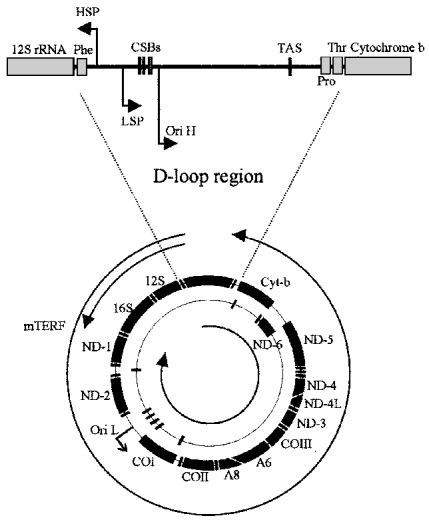 HSP
12S rRNA Phe CSBs TAS Thr Cytochrome b
Pro
LSP
Ori H
D-loop region
12S
Cyt-b
16S
mTERF
ND-1
ND-6
ND-5
ND-2
ND-4
ND-4L
ND-3
Ori L
COIII
COi
COII
A8
A6